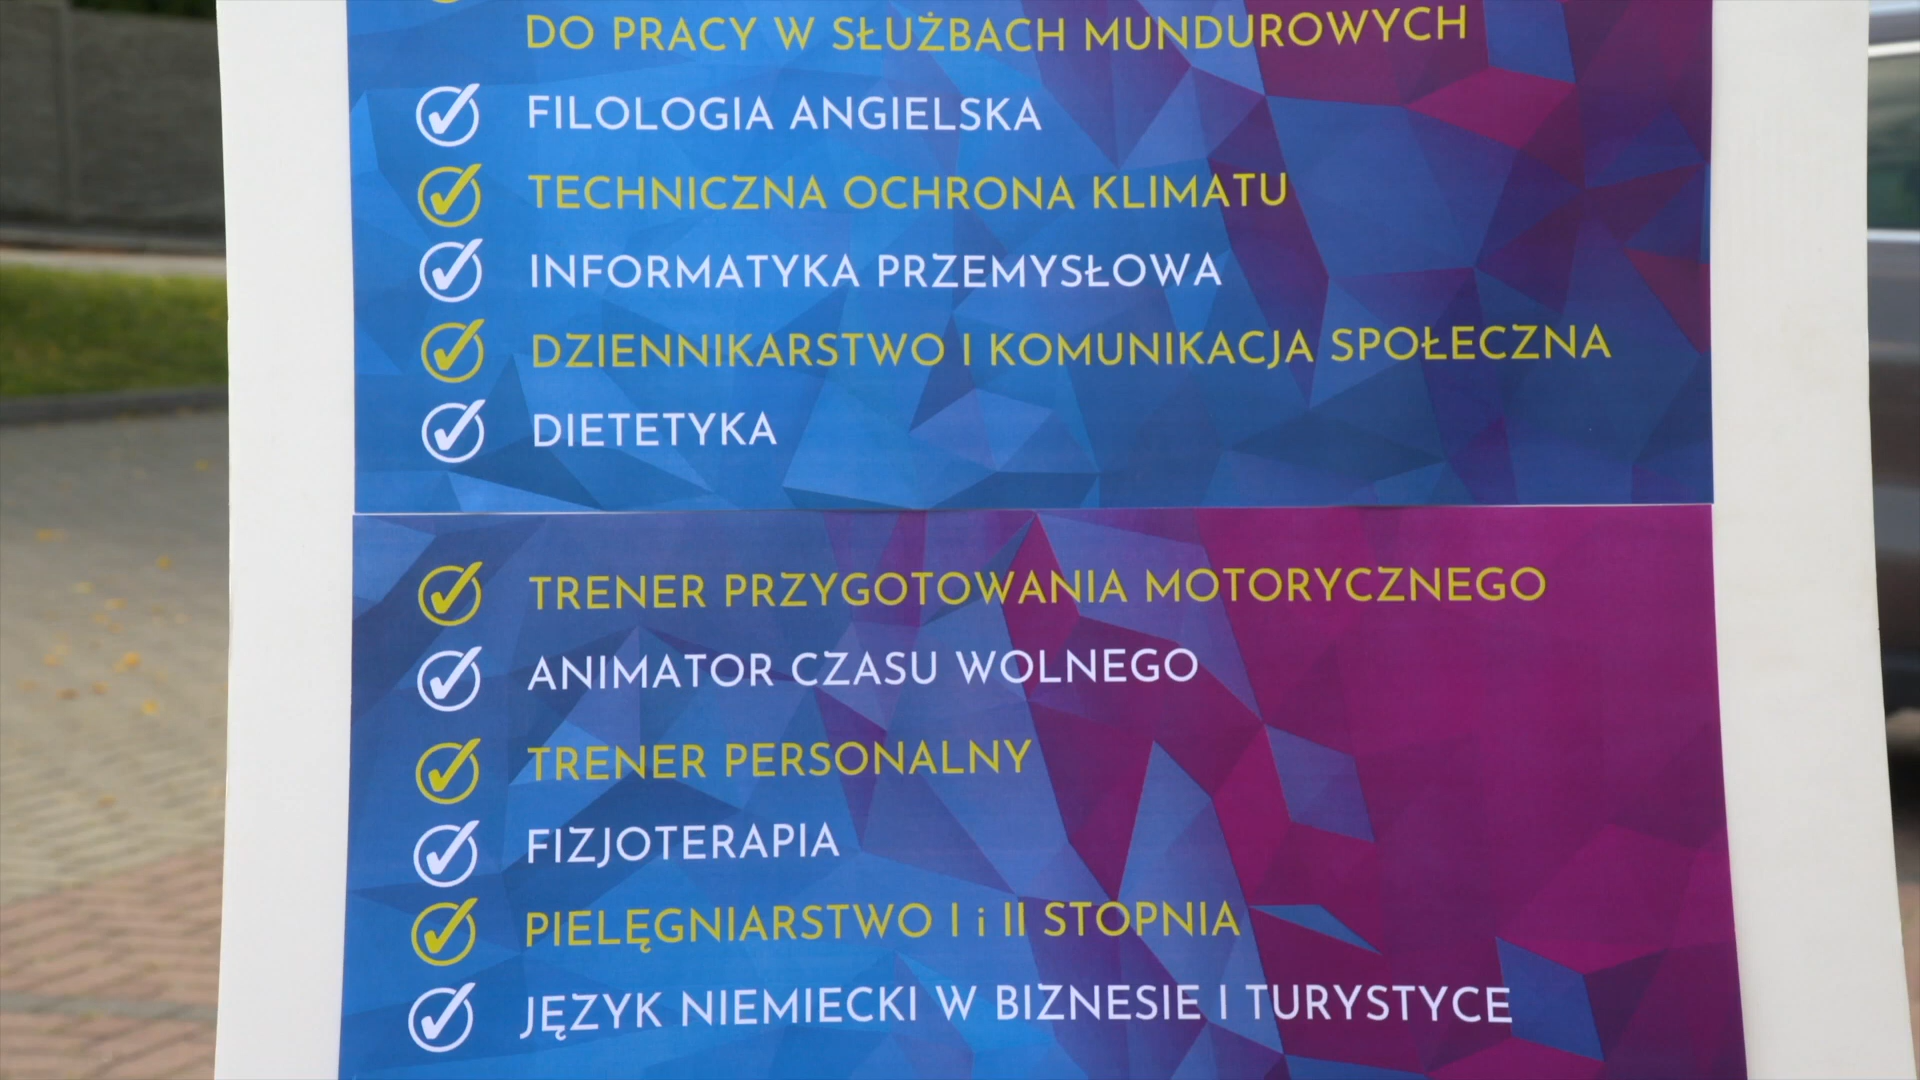 DO PRACY W SŁUŻBACH MUNDUROWYCH
FILOLOGIA ANGIELSKA
TECHNICZNA OCHRONA KLIMATU
INFORMATYKA PRZEMYSŁOWA
DZIENNIKARSTWO I KOMUNIKACJA SPOŁECZNA
DIETETYKA
TRENER PRZYGOTOWANIA MOTORYCZNEGO
ANIMATOR CZASU WOLNEGO
TRENER PERSONALNY
FIZJOTERAPIA
PIELĘGNIARSTWO I i II STOPNIA
JĘZYK NIEMIECKI W BIZNESIE I TURYSTYCE